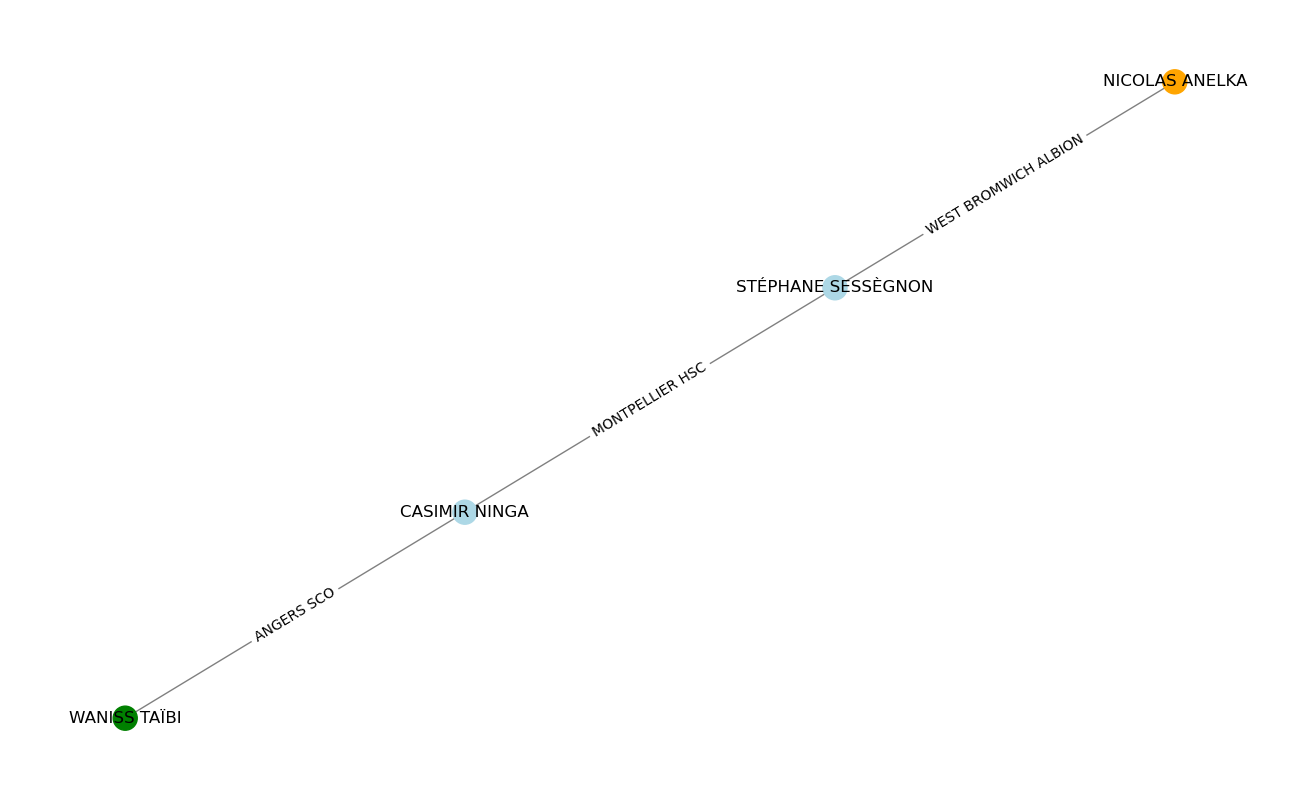 NICOLAS ANELKA
WEST BROMWICH ALBION
STÉPHANE SESSÈGNON
MONTPELLIER HSC
CASIMIR NINGA
ANGERS SCO
WANISS TAÏBI